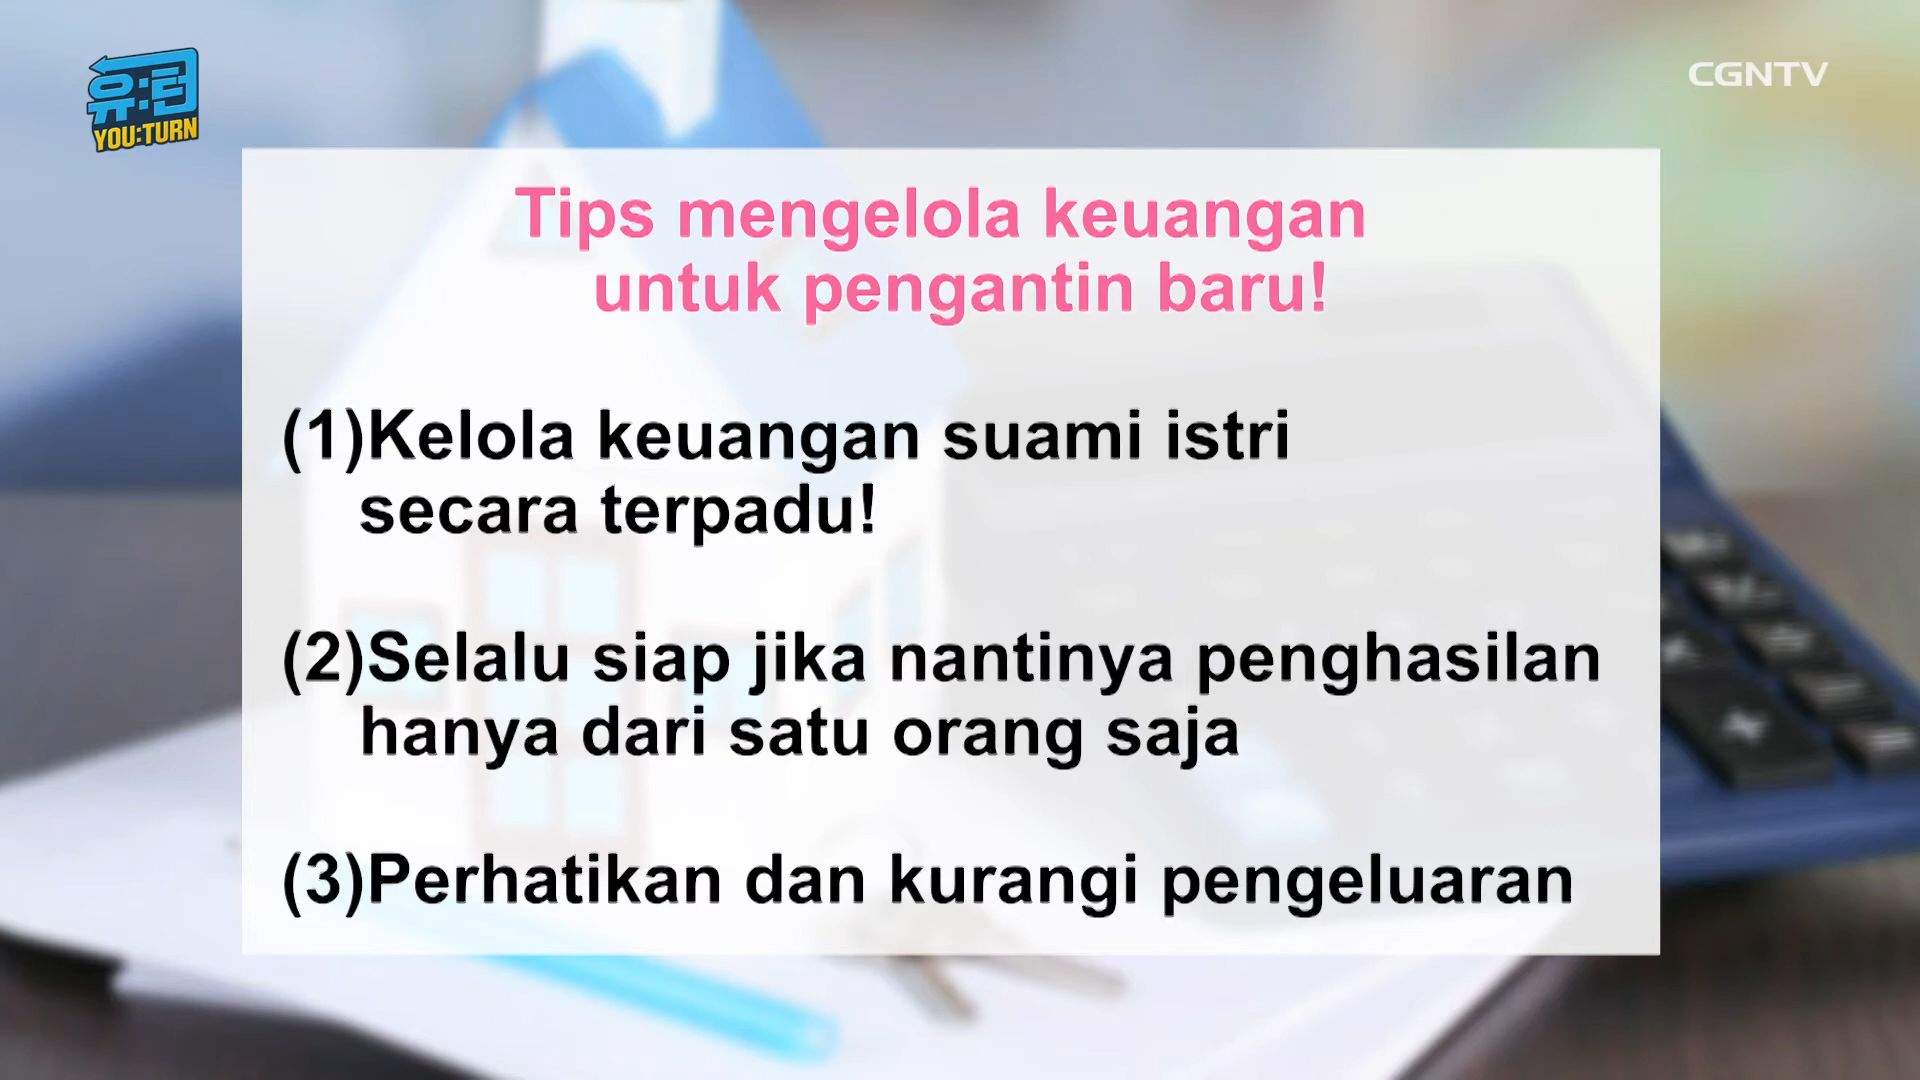 유:턴
YOU:TURN
CGNTV
Tips mengelola keuangan
untuk pengantin baru!
(1)Kelola keuangan suami istri
secara terpadu!
(2)Selalu siap jika nantinya penghasilan
hanya dari satu orang saja
(3)Perhatikan dan kurangi pengeluaran